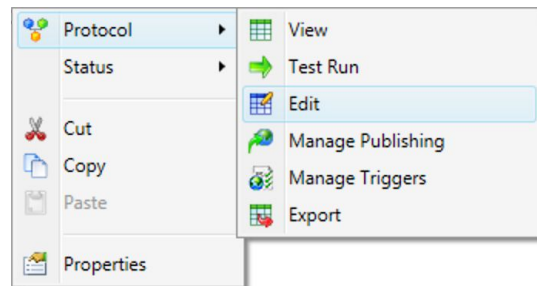 Protocol
Status
Cut
Copy
Paste
Properties
View
Test Run
Edit
Manage Publishing
Manage Triggers
Export